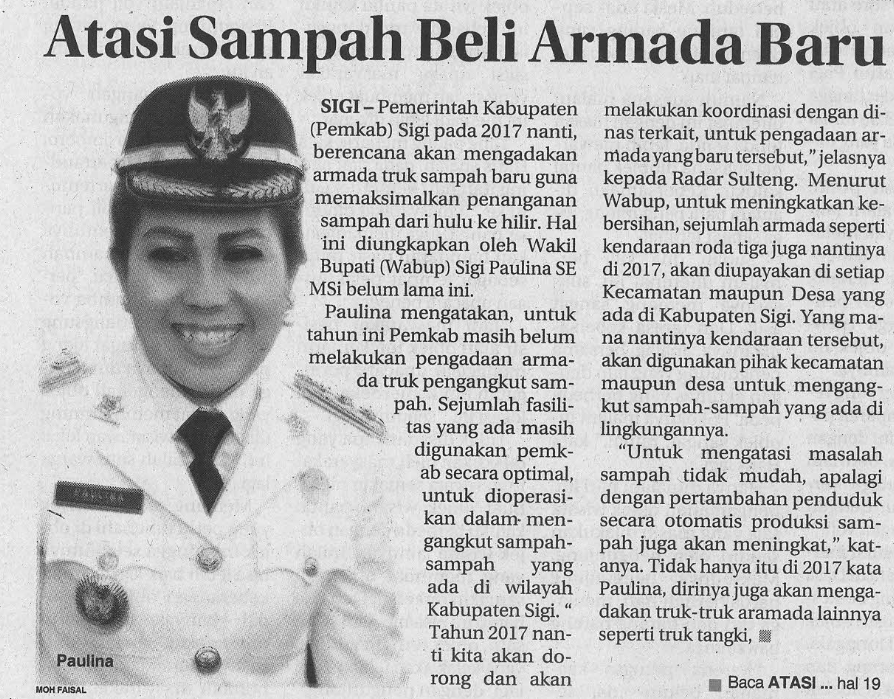 Atasi Sampah Beli Armada Baru
SIGI – Pemerintah Kabupaten
(Pemkab) Sigi pada 2017 nanti,
berencana akan mengadakan
armada truk sampah baru guna
memaksimalkan penanganan
sampah dari hulu ke hilir. Hal
ini diungkapkan oleh Wakil
Bupati (Wabup) Sigi Paulina SE
MSi belum lama ini.
Paulina mengatakan, untuk
tahun ini Pemkab masih belum
melakukan pengadaan arma-
da truk pengangkut sam-
pah. Sejumlah fasili-
tas yang ada masih
digunakan pemk-
ab secara optimal,
untuk dioperasi-
kan dalam men-
gangkut sampah-
sampah yang
ada di wilayah
Kabupaten Sigi. “
Tahun 2017 nan-
ti kita akan do-
rong dan akan
melakukan koordinasi dengan di-
nas terkait, untuk pengadaan ar-
mada yang baru tersebut,” jelasnya
kepada Radar Sulteng. Menurut
Wabup, untuk meningkatkan ke-
bersihan, sejumlah armada seperti
kendaraan roda tiga juga nantinya
di 2017, akan diupayakan di setiap
Kecamatan maupun Desa yang
ada di Kabupaten Sigi. Yang ma-
na nantinya kendaraan tersebut,
akan digunakan pihak kecamatan
maupun desa untuk mengang-
kut sampah-sampah yang ada di
lingkungannya.
“Untuk mengatasi masalah
sampah tidak mudah, apalagi
dengan pertambahan penduduk
secara otomatis produksi sam-
pah juga akan meningkat,” kat-
anya. Tidak hanya itu di 2017 kata
Paulina, dirinya juga akan menga-
dakan truk-truk aramada lainnya
seperti truk tangki,
Baca ATASI ... hal 19
PAULINA
Paulina
MOH FAISAL